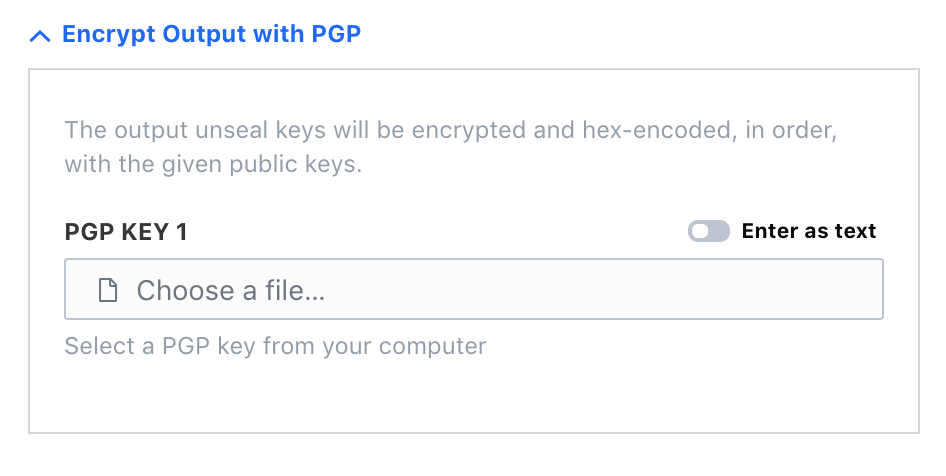 Encrypt Output with PGP
The output unseal keys will be encrypted and hex-encoded, in order,
with the given public keys.
PGP KEY 1
Enter as text
Choose a file...
Select a PGP key from your computer